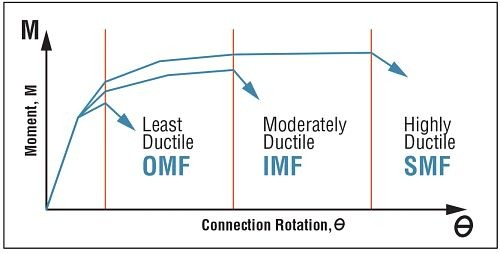 M
Moment, M
Least
Ductile
OMF
Moderately
Ductile
IMF
Highly
Ductile
SMF
Connection Rotation, θ
θ